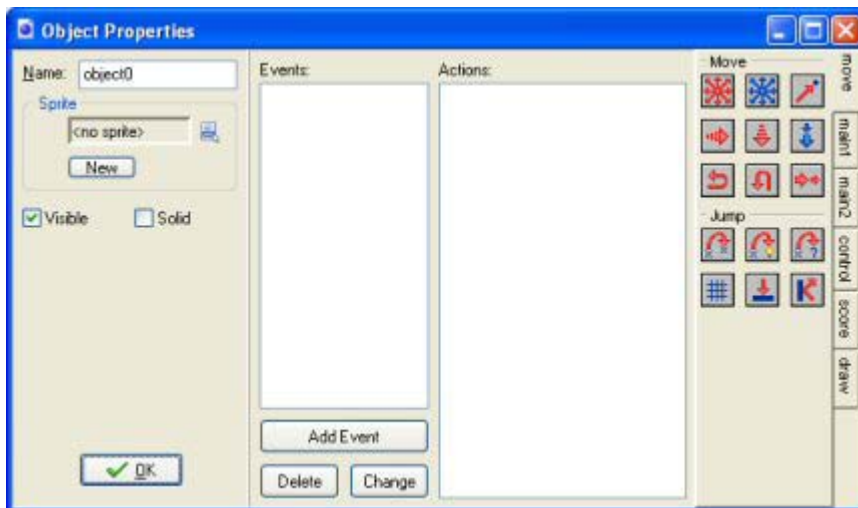 Object Properties
Name: object0
Sprite
<no sprite>
New
Visible
Solid
OK
Events:
Add Event
Delete
Change
Actions:
Move
Jump
move
main1
main2
control
score
draw